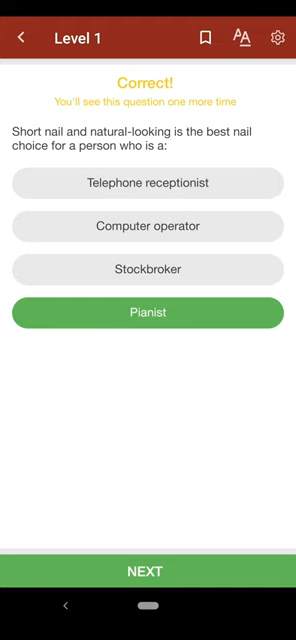 Level 1
AA
Correct!
You'll see this question one more time
Short nail and natural-looking is the best nail
choice for a person who is a:
Telephone receptionist
Computer operator
Stockbroker
Pianist
NEXT